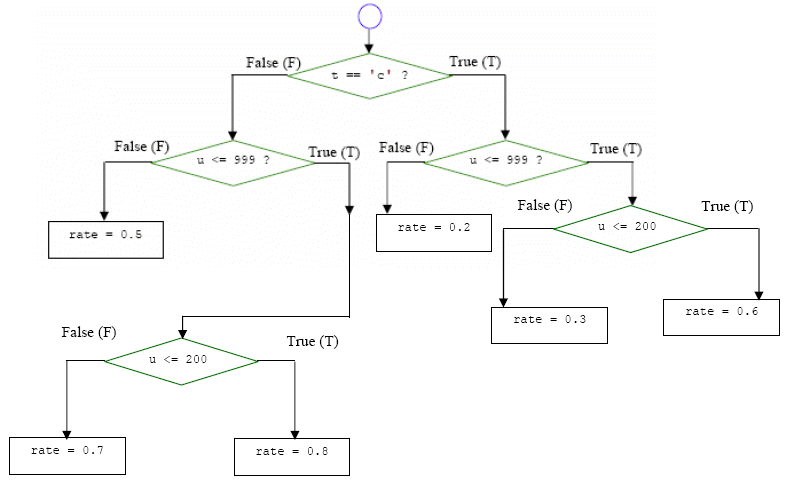 False (F)
t == 'c' ?
True (T)
False (F)
u <= 999 ?
True (T)
False (F)
u <= 999 ?
True (T)
rate = 0.5
rate = 0.2
False (F)
u <= 200
True (T)
rate = 0.3
rate = 0.6
False (F)
u <= 200
True (T)
rate = 0.7
rate = 0.8